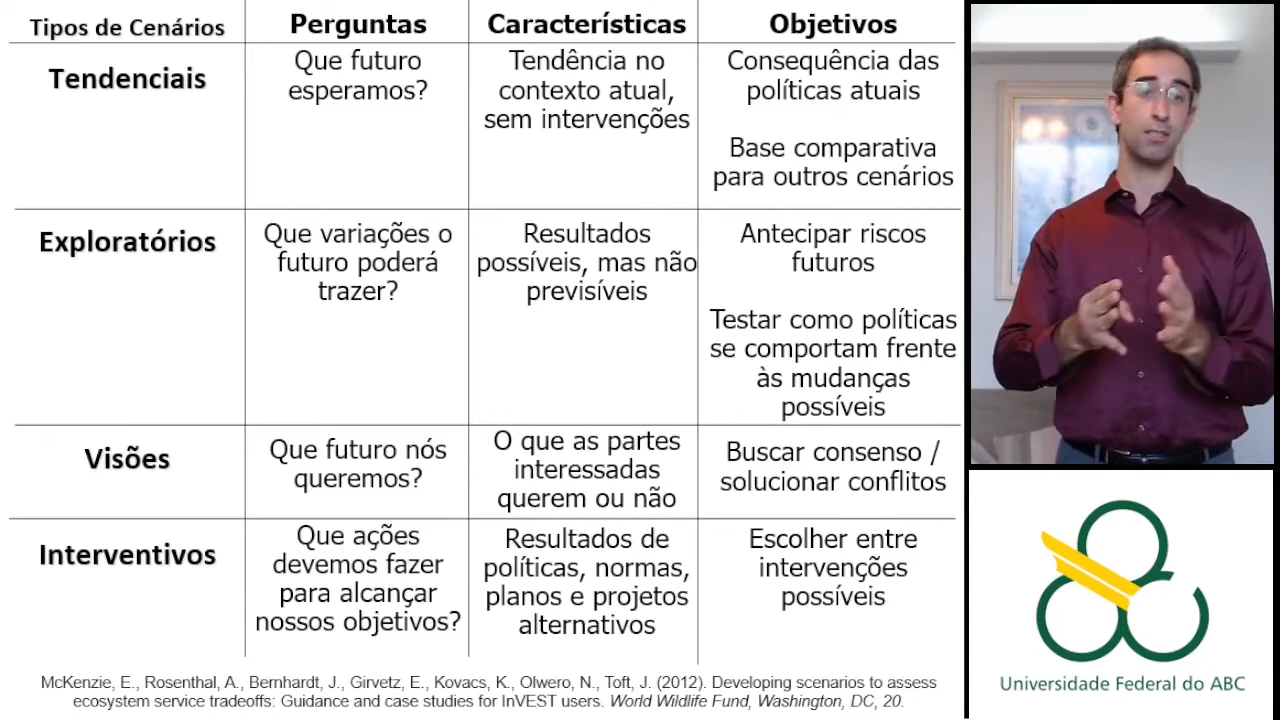 Tipos de Cenários
Perguntas
Características
Objetivos
Tendenciais
Que futuro
esperamos?
Tendência no
contexto atual,
sem intervenções
Consequência das
políticas atuais
Base comparativa
para outros cenários
Exploratórios
Que variações o
futuro poderá
trazer?
Resultados
possíveis, mas não
previsíveis
Antecipar riscos
futuros
Testar como políticas
se comportam frente
às mudanças
possíveis
Visões
Que futuro nós
queremos?
O que as partes
interessadas
querem ou não
Buscar consenso /
solucionar conflitos
Interventivos
Que ações
devemos fazer
para alcançar
nossos objetivos?
Resultados de
políticas, normas,
planos e projetos
alternativos
Escolher entre
intervenções
possíveis
McKenzie, E., Rosenthal, A., Bernhardt, J., Girvetz, E., Kovacs, K., Olwero, N., Toft, J. (2012). Developing scenarios to assess
ecosystem service tradeoffs: Guidance and case studies for InVEST users. World Wildlife Fund, Washington, DC, 20.
Universidade Federal do ABC